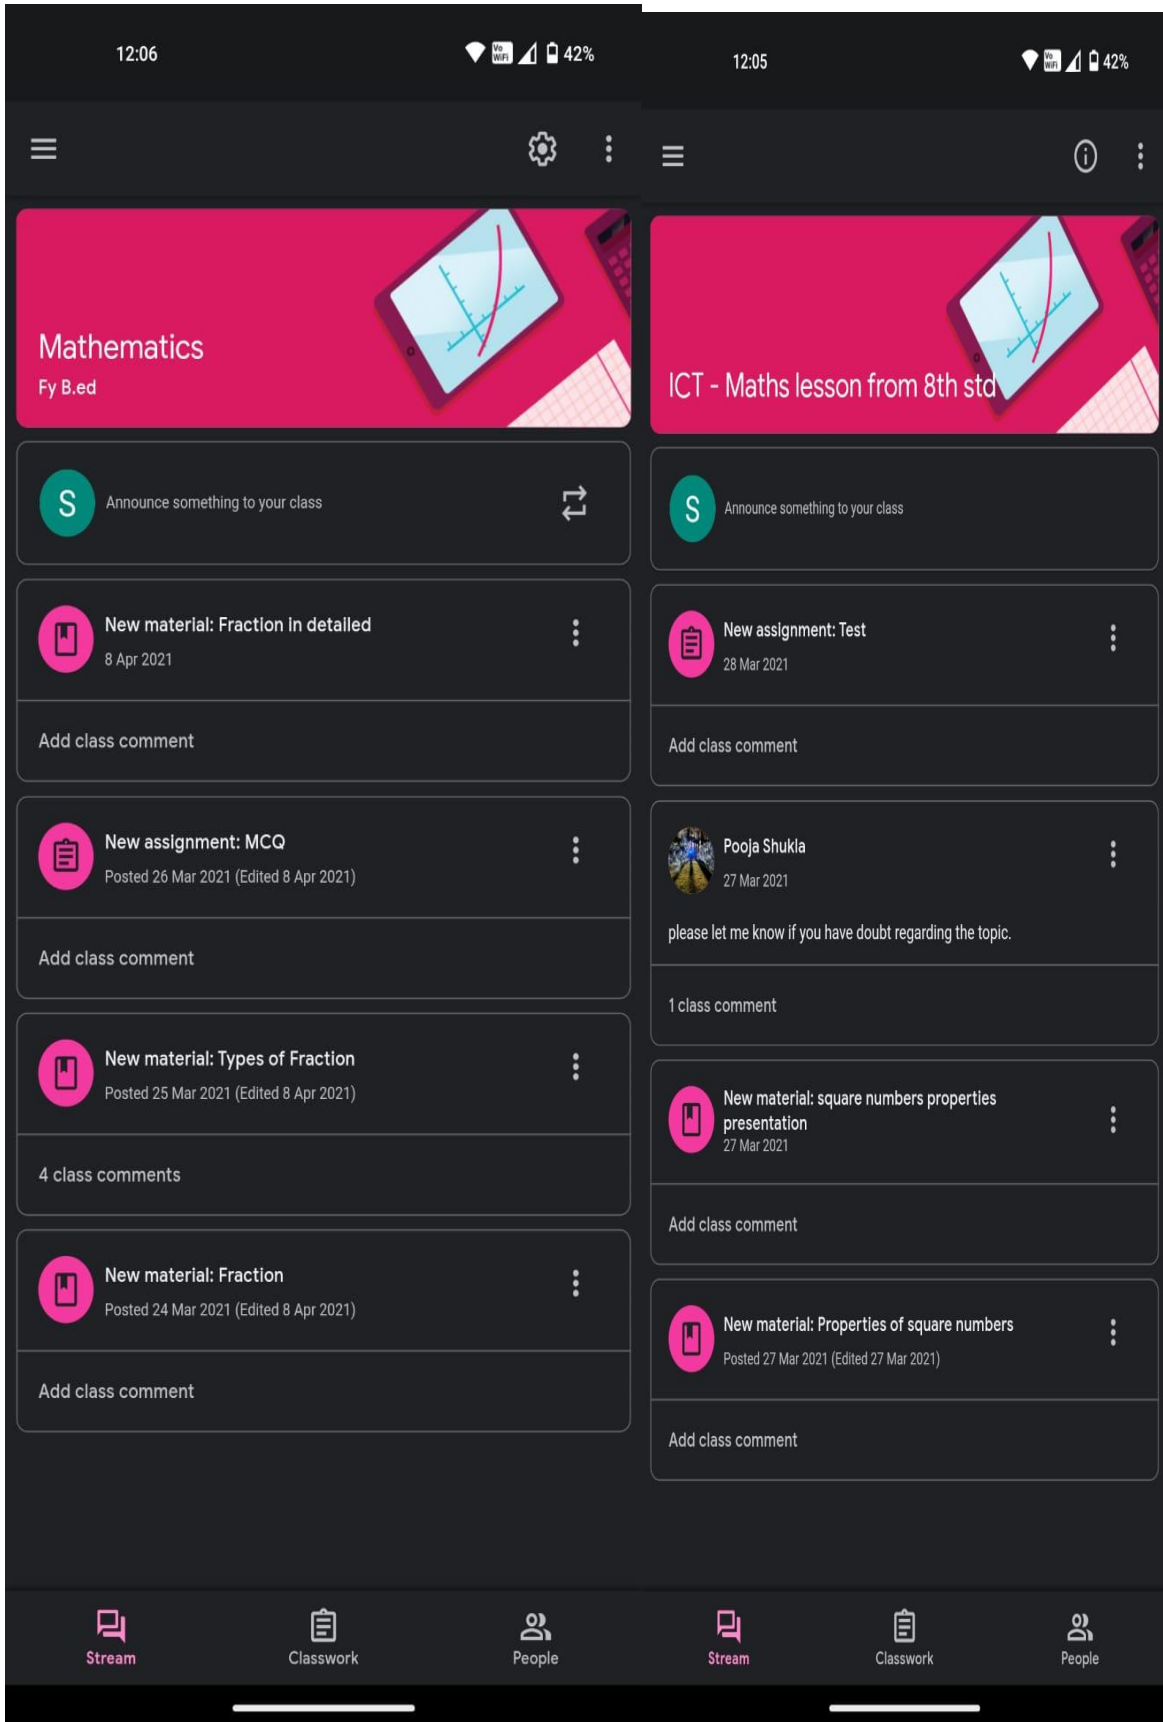 12:06
Vo
WiFi
42%
Mathematics
Fy B.ed
S
Announce something to your class
New material: Fraction in detailed
8 Apr 2021
Add class comment
New assignment: MCQ
Posted 26 Mar 2021 (Edited 8 Apr 2021)
Add class comment
New material: Types of Fraction
Posted 25 Mar 2021 (Edited 8 Apr 2021)
4 class comments
New material: Fraction
Posted 24 Mar 2021 (Edited 8 Apr 2021)
Add class comment
Stream
Classwork
People
12:05
Vo
WiFi
42%
ICT - Maths lesson from 8th std
S
Announce something to your class
New assignment: Test
28 Mar 2021
Add class comment
Pooja Shukla
27 Mar 2021
please let me know if you have doubt regarding the topic.
1 class comment
New material: square numbers properties
presentation
27 Mar 2021
Add class comment
New material: Properties of square numbers
Posted 27 Mar 2021 (Edited 27 Mar 2021)
Add class comment
Stream
Classwork
People